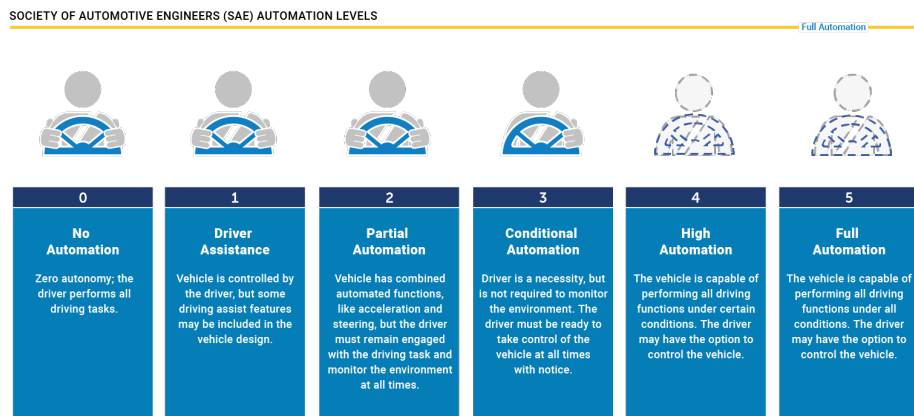 SOCIETY OF AUTOMOTIVE ENGINEERS (SAE) AUTOMATION LEVELS
Full Automation
0
No
Automation
Zero autonomy; the
driver performs all
driving tasks.
1
Driver
Assistance
Vehicle is controlled by
the driver, but some
driving assist features
may be included in the
vehicle design.
2
Partial
Automation
Vehicle has combined
automated functions,
like acceleration and
steering, but the driver
must remain engaged
with the driving task and
monitor the environment
at all times.
3
Conditional
Automation
Driver is a necessity, but
is not required to monitor
the environment. The
driver must be ready to
take control of the
vehicle at all times
with notice.
4
High
Automation
The vehicle is capable of
performing all driving
functions under certain
conditions. The driver
may have the option to
control the vehicle.
5
Full
Automation
The vehicle is capable of
performing all driving
functions under all
conditions. The driver
may have the option to
control the vehicle.